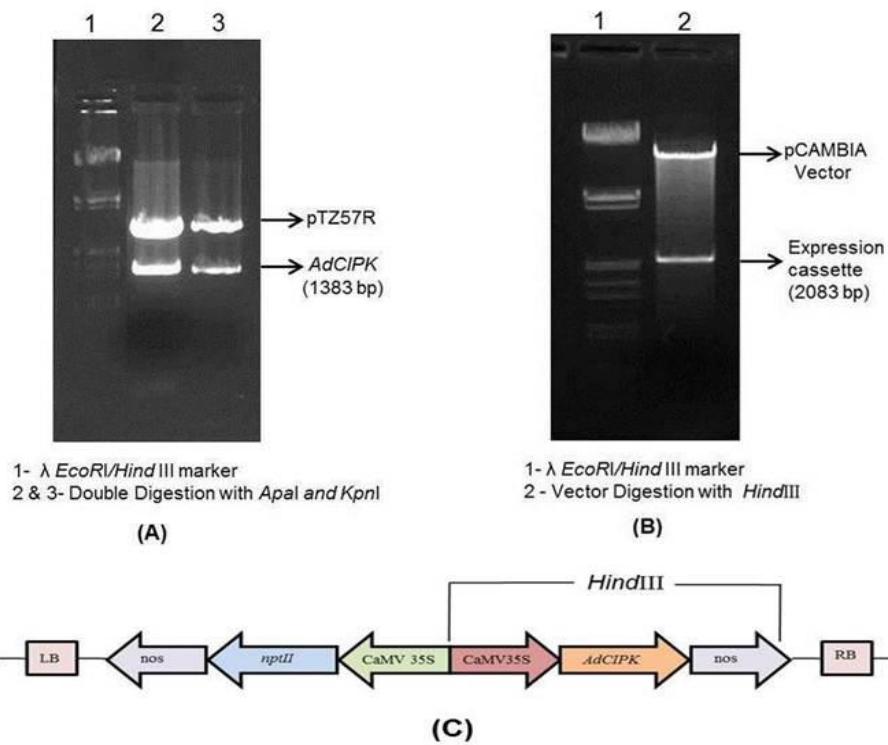 1 2 3
pTZ57R
AdCIPK
(1383 bp)
1- λ EcoRI/Hind III marker
2 & 3- Double Digestion with ApaI and KpnI
(A)
1 2
pCAMBIA
Vector
Expression
cassette
(2083 bp)
1- λ EcoRI/Hind III marker
2 - Vector Digestion with HindIII
(B)
HindIII
LB nos nptII CaMV 35S CaMV35S AdCIPK nos RB
(C)